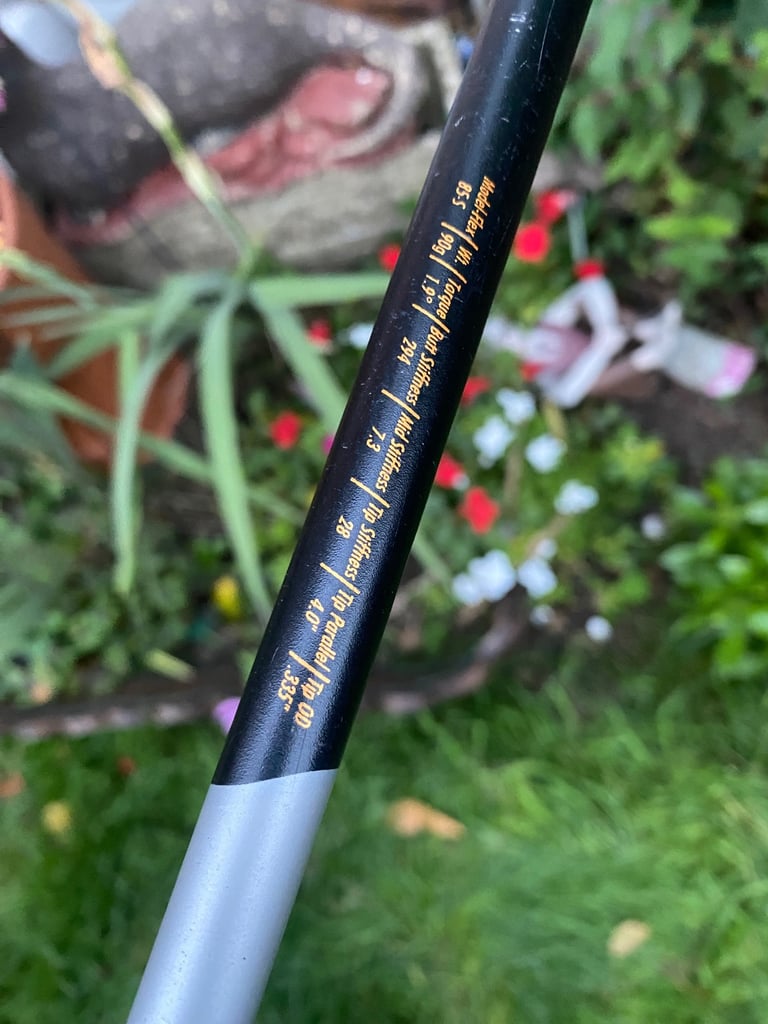 Model-Flex / Wt. / Torque / Butt Stiffness / Mid Stiffness / Tip Stiffness / Tip Parallel / Tip OD
85-S / 90g / 1.9° / 294 / 7.3 / 28 / 4.0" / .335"